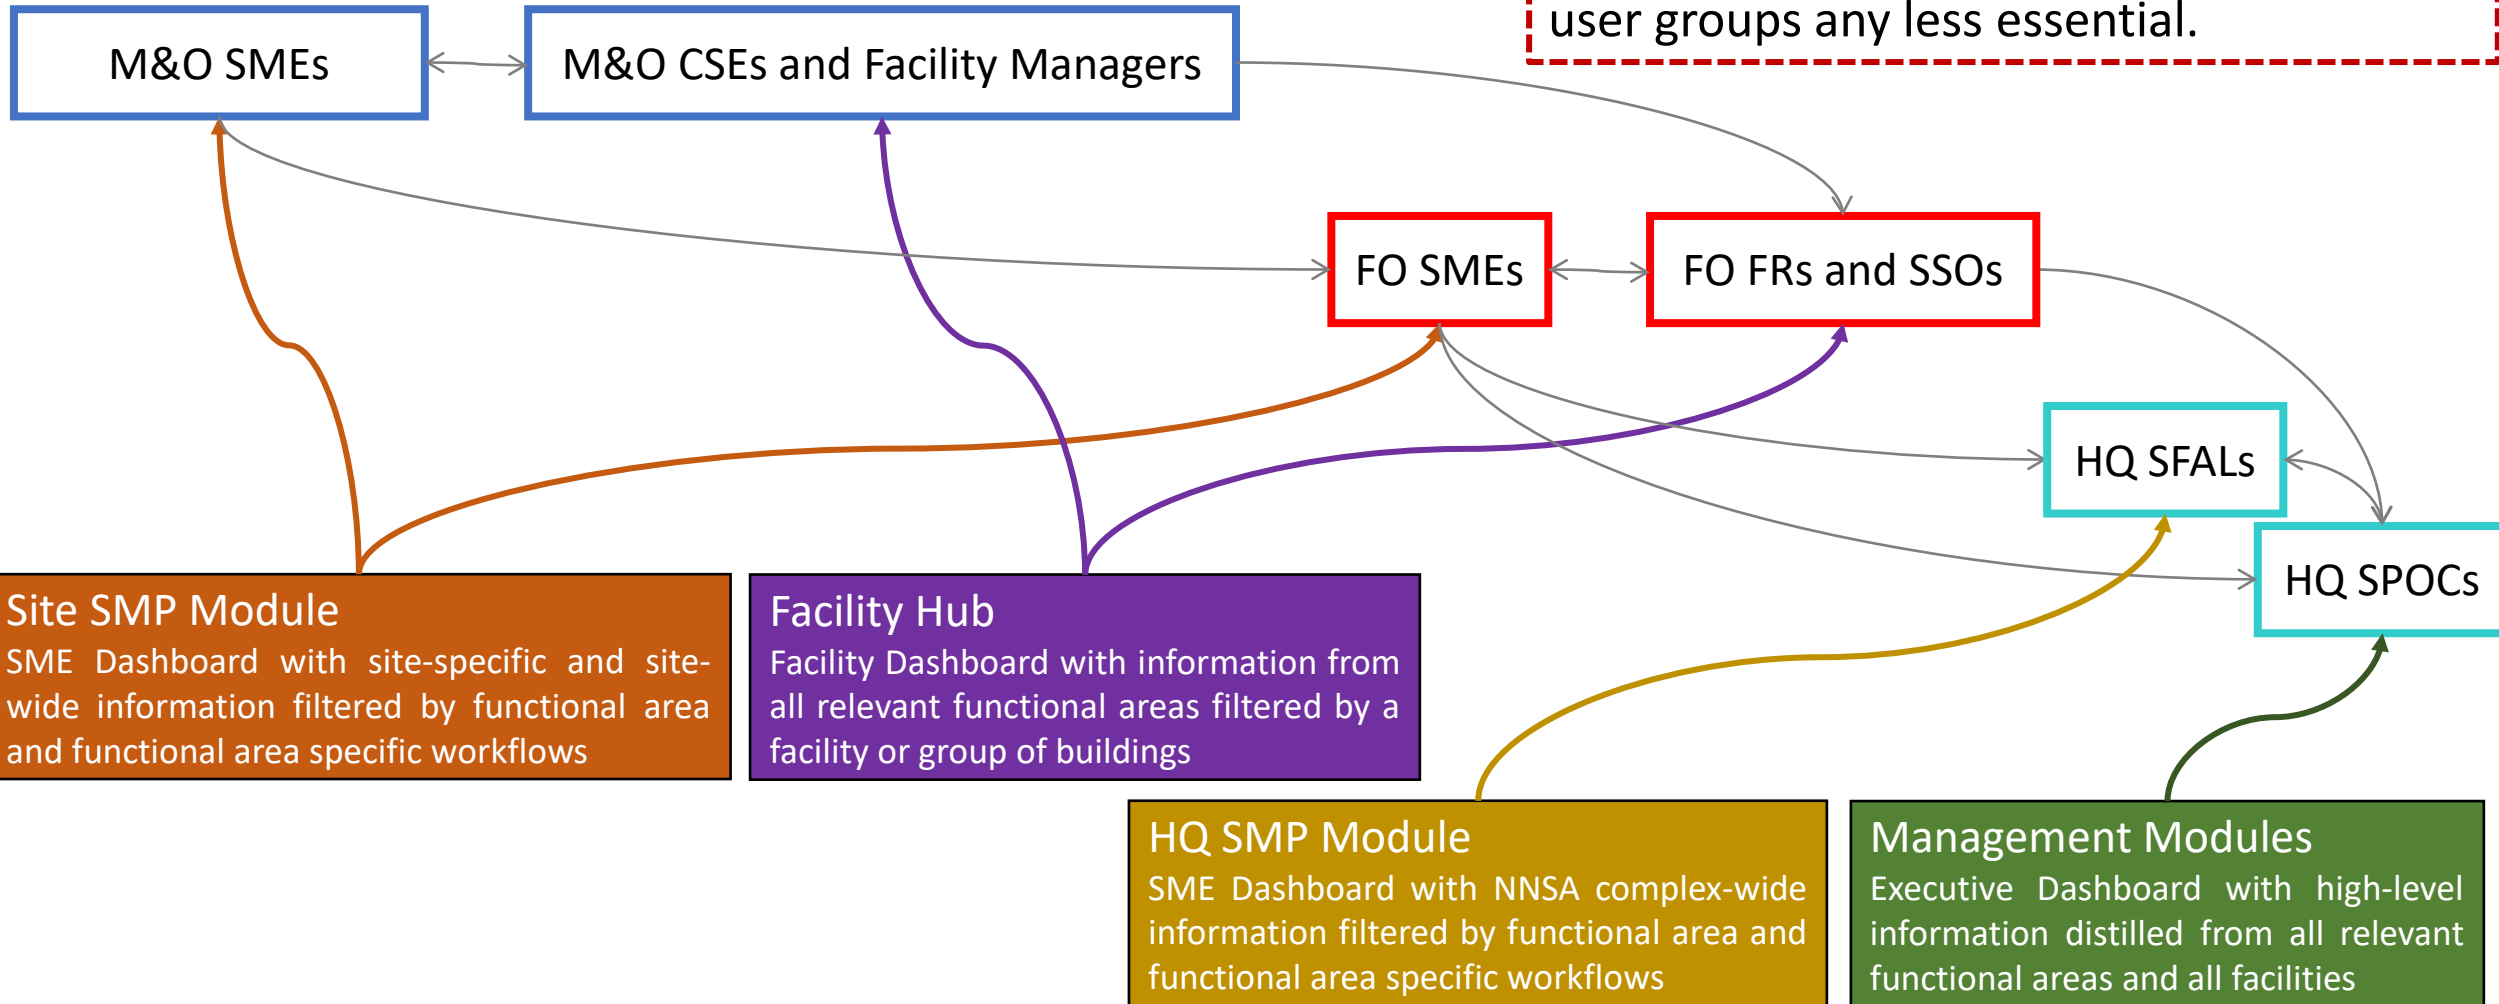 user groups any less essential.
M&O SMEs
M&O CSEs and Facility Managers
FO SMEs
FO FRs and SSOs
HQ SFALs
HQ SPOCs
Site SMP Module
SME Dashboard with site-specific and site-
wide information filtered by functional area
and functional area specific workflows
Facility Hub
Facility Dashboard with information from
all relevant functional areas filtered by a
facility or group of buildings
HQ SMP Module
SME Dashboard with NNSA complex-wide
information filtered by functional area and
functional area specific workflows
Management Modules
Executive Dashboard with high-level
information distilled from all relevant
functional areas and all facilities